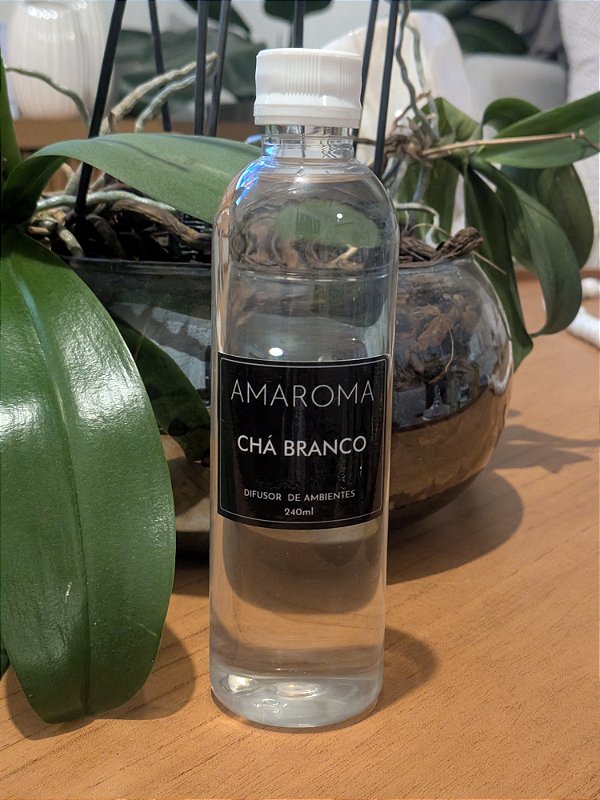 AMAROMA
CHÁ BRANCO
DIFUSOR DE AMBIENTES
240ml